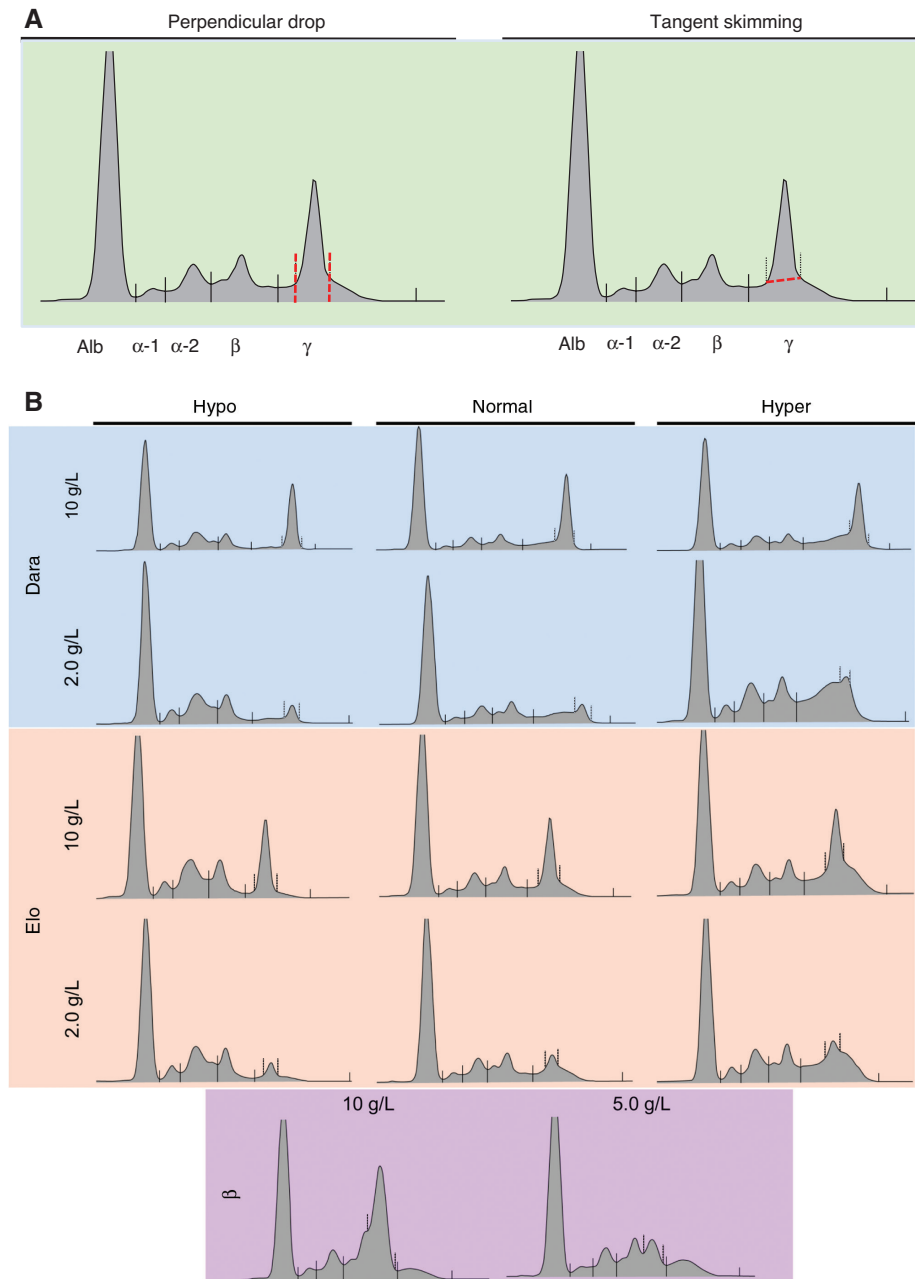 A
Perpendicular drop Tangent skimming
Alb α-1 α-2 β γ Alb α-1 α-2 β γ
B
Hypo Normal Hyper
Dara
10 g/L
2.0 g/L
Elo
10 g/L
2.0 g/L
10 g/L 5.0 g/L
β